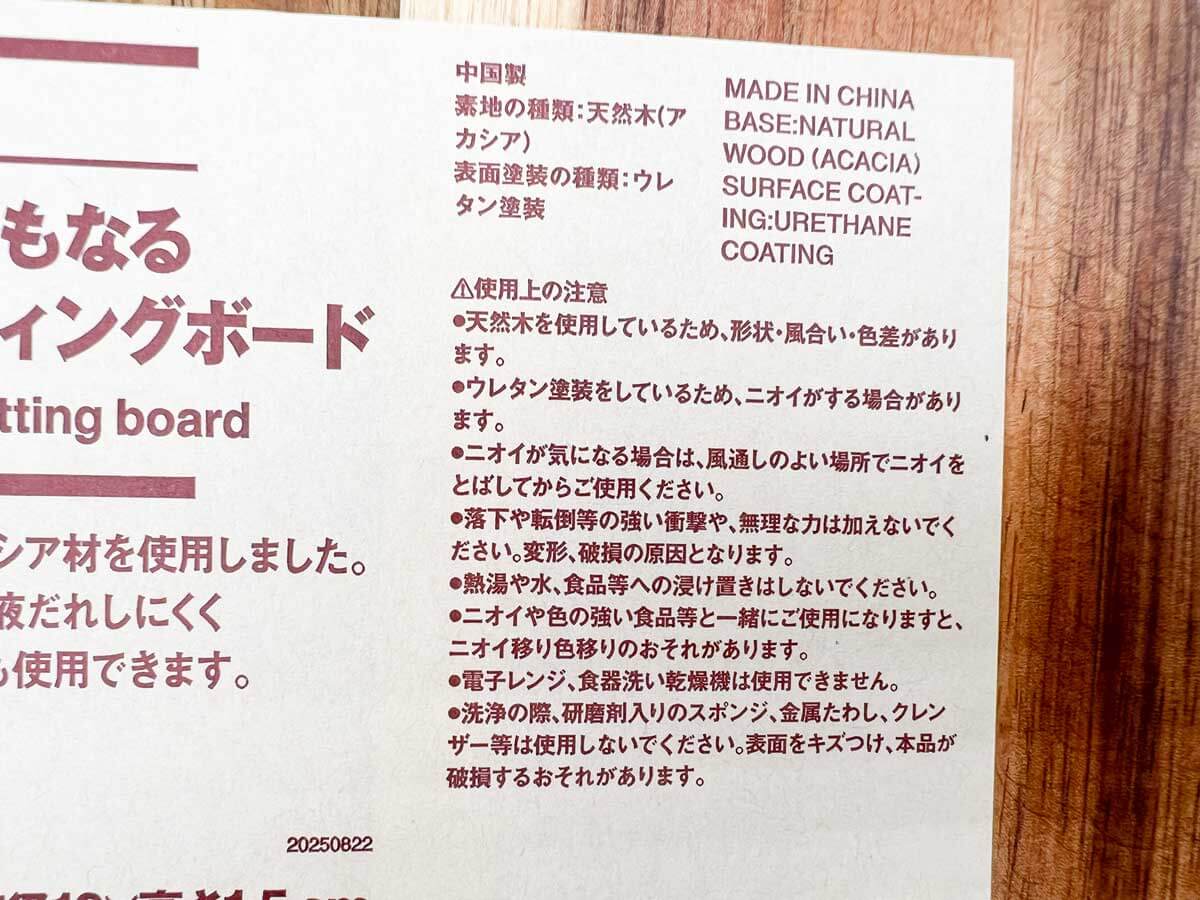 もなる
ィングボード
tting board
シア材を使用しました。
液だれしにくく
も使用できます。
20250822
中国製
素地の種類：天然木(ア
カシア)
表面塗装の種類：ウレ
タン塗装
MADE IN CHINA
BASE:NATURAL
WOOD (ACACIA)
SURFACE COAT-
ING:URETHANE
COATING
⚠使用上の注意
●天然木を使用しているため、形状・風合い・色差があり
ます。
●ウレタン塗装をしているため、ニオイがする場合があり
ます。
●ニオイが気になる場合は、風通しのよい場所でニオイを
とばしてからご使用ください。
●落下や転倒等の強い衝撃や、無理な力は加えないでく
ださい。変形、破損の原因となります。
●熱湯や水、食品等への浸け置きはしないでください。
●ニオイや色の強い食品等と一緒にご使用になりますと、
ニオイ移り色移りのおそれがあります。
●電子レンジ、食器洗い乾燥機は使用できません。
●洗浄の際、研磨剤入りのスポンジ、金属たわし、クレン
ザー等は使用しないでください。表面をキズつけ、本品が
破損するおそれがあります。